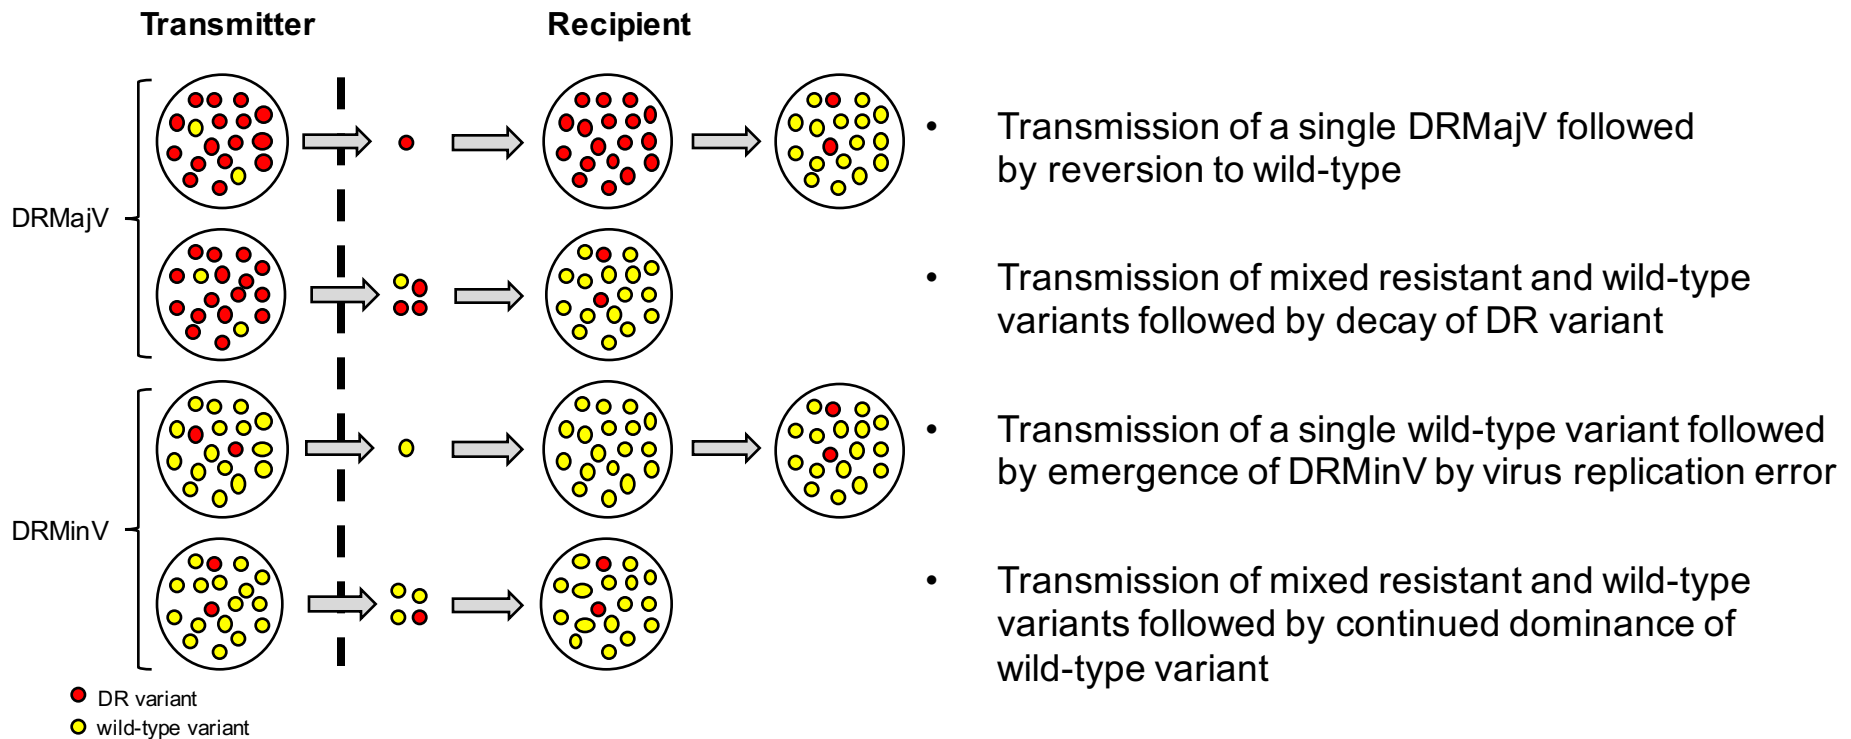 Transmitter
Recipient
DRMajV
• Transmission of a single DRMajV followed
by reversion to wild-type
• Transmission of mixed resistant and wild-type
variants followed by decay of DR variant
DRMinV
• Transmission of a single wild-type variant followed
by emergence of DRMinV by virus replication error
• Transmission of mixed resistant and wild-type
variants followed by continued dominance of
wild-type variant
DR variant
wild-type variant